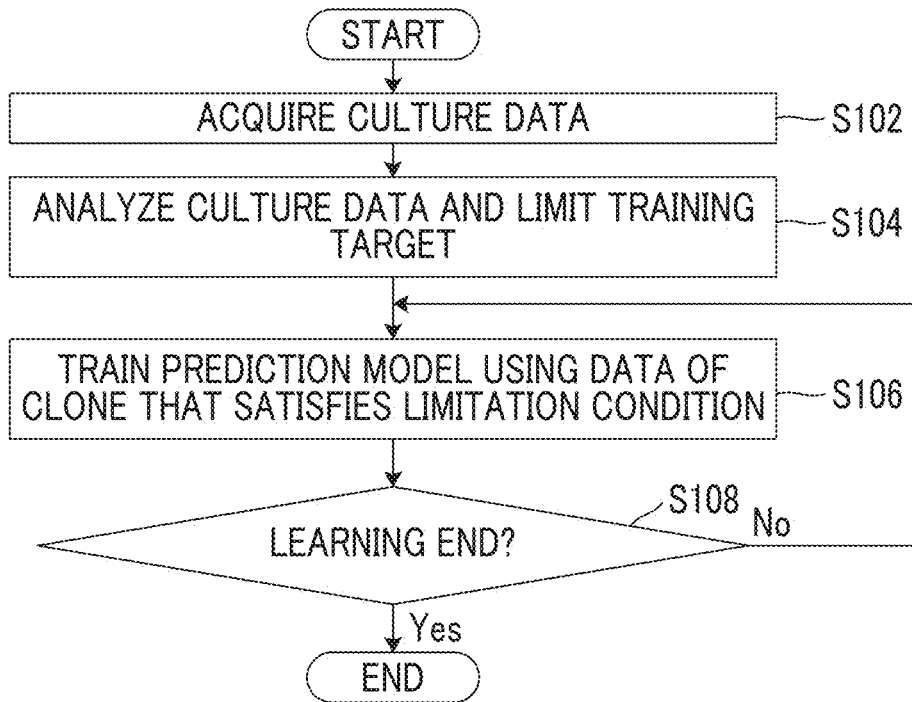 START
ACQUIRE CULTURE DATA
S102
ANALYZE CULTURE DATA AND LIMIT TRAINING
TARGET
S104
TRAIN PREDICTION MODEL USING DATA OF
CLONE THAT SATISFIES LIMITATION CONDITION
S106
S108
LEARNING END?
No
Yes
END